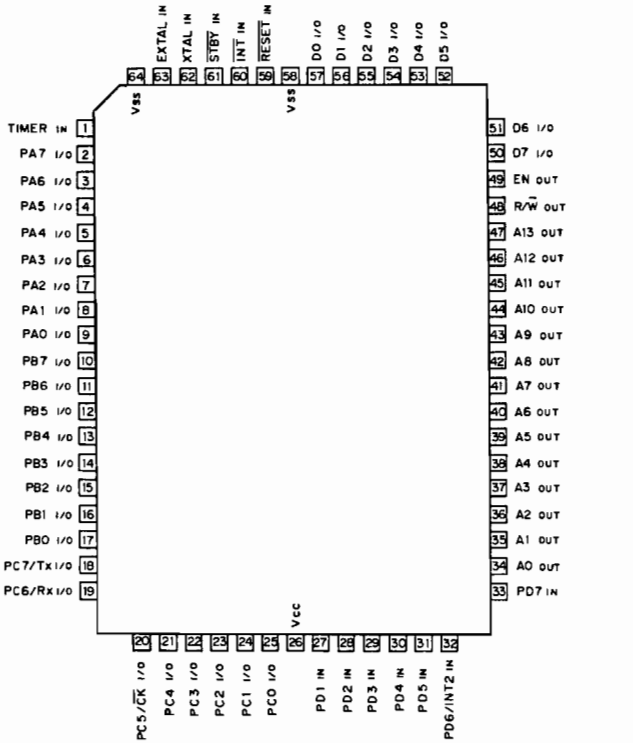 EXTAL IN
XTAL IN
STBY IN
INT IN
RESET IN
D0 I/O
D1 I/O
D2 I/O
D3 I/O
D4 I/O
D5 I/O
64
63
62
61
60
59
58
57
56
55
54
53
52
Vss
Vss
TIMER IN 1
PA7 I/O 2
PA6 I/O 3
PA5 I/O 4
PA4 I/O 5
PA3 I/O 6
PA2 I/O 7
PA1 I/O 8
PA0 I/O 9
PB7 I/O 10
PB6 I/O 11
PB5 I/O 12
PB4 I/O 13
PB3 I/O 14
PB2 I/O 15
PB1 I/O 16
PB0 I/O 17
PC7/Tx I/O 18
PC6/Rx I/O 19
51 D6 I/O
50 D7 I/O
49 EN OUT
48 R/W̅ OUT
47 A13 OUT
46 A12 OUT
45 A11 OUT
44 A10 OUT
43 A9 OUT
42 A8 OUT
41 A7 OUT
40 A6 OUT
39 A5 OUT
38 A4 OUT
37 A3 OUT
36 A2 OUT
35 A1 OUT
34 A0 OUT
33 PD7 IN
Vcc
20
21
22
23
24
25
26
27
28
29
30
31
32
PC5/CK I/O
PC4 I/O
PC3 I/O
PC2 I/O
PC1 I/O
PC0 I/O
PD1 IN
PD2 IN
PD3 IN
PD4 IN
PD5 IN
PD6/INT2 IN